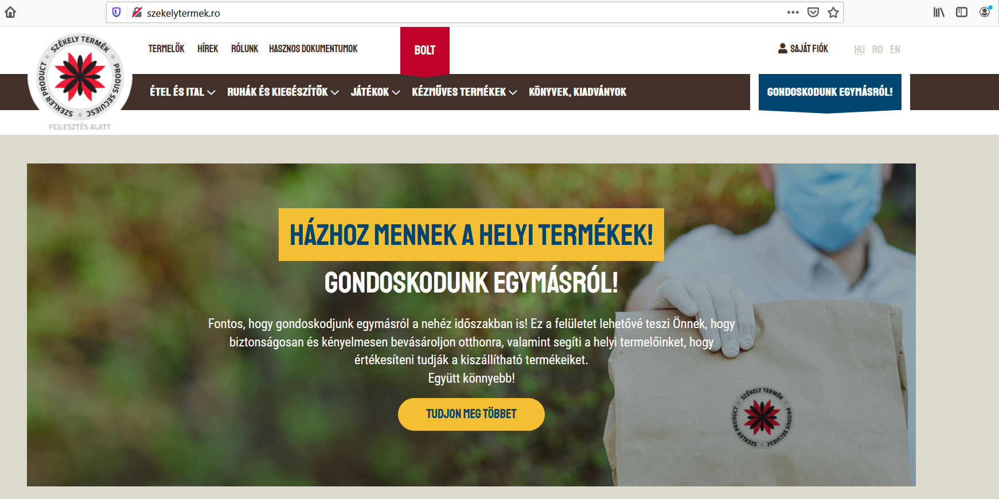 szekelytermek.ro
SZÉKELY TERMÉK
PRODUS SECUIESC
SZEKLER PRODUCT
FEJLESZTÉS ALATT
TERMELŐK HÍREK RÓLUNK HASZNOS DOKUMENTUMOK
BOLT
SAJÁT FIÓK
HU RO EN
ÉTEL ÉS ITAL RUHÁK ÉS KIEGÉSZÍTŐK JÁTÉKOK KÉZMŰVES TERMÉKEK KÖNYVEK, KIADVÁNYOK
GONDOSKODUNK EGYMÁSRÓL!
HÁZHOZ MENNEK A HELYI TERMÉKEK!
GONDOSKODUNK EGYMÁSRÓL!
Fontos, hogy gondoskodjunk egymásról a nehéz időszakban is! Ez a felületet lehetővé teszi Önnek, hogy
biztonságosan és kényelmesen bevásároljon otthonra, valamint segíti a helyi termelőinket, hogy
értékesíteni tudják a kiszállítható termékeiket.
Együtt könnyebb!
TUDJON MEG TÖBBET
SZÉKELY TERMÉK
PRODUS SECUIESC
SZEKLER PRODUCT